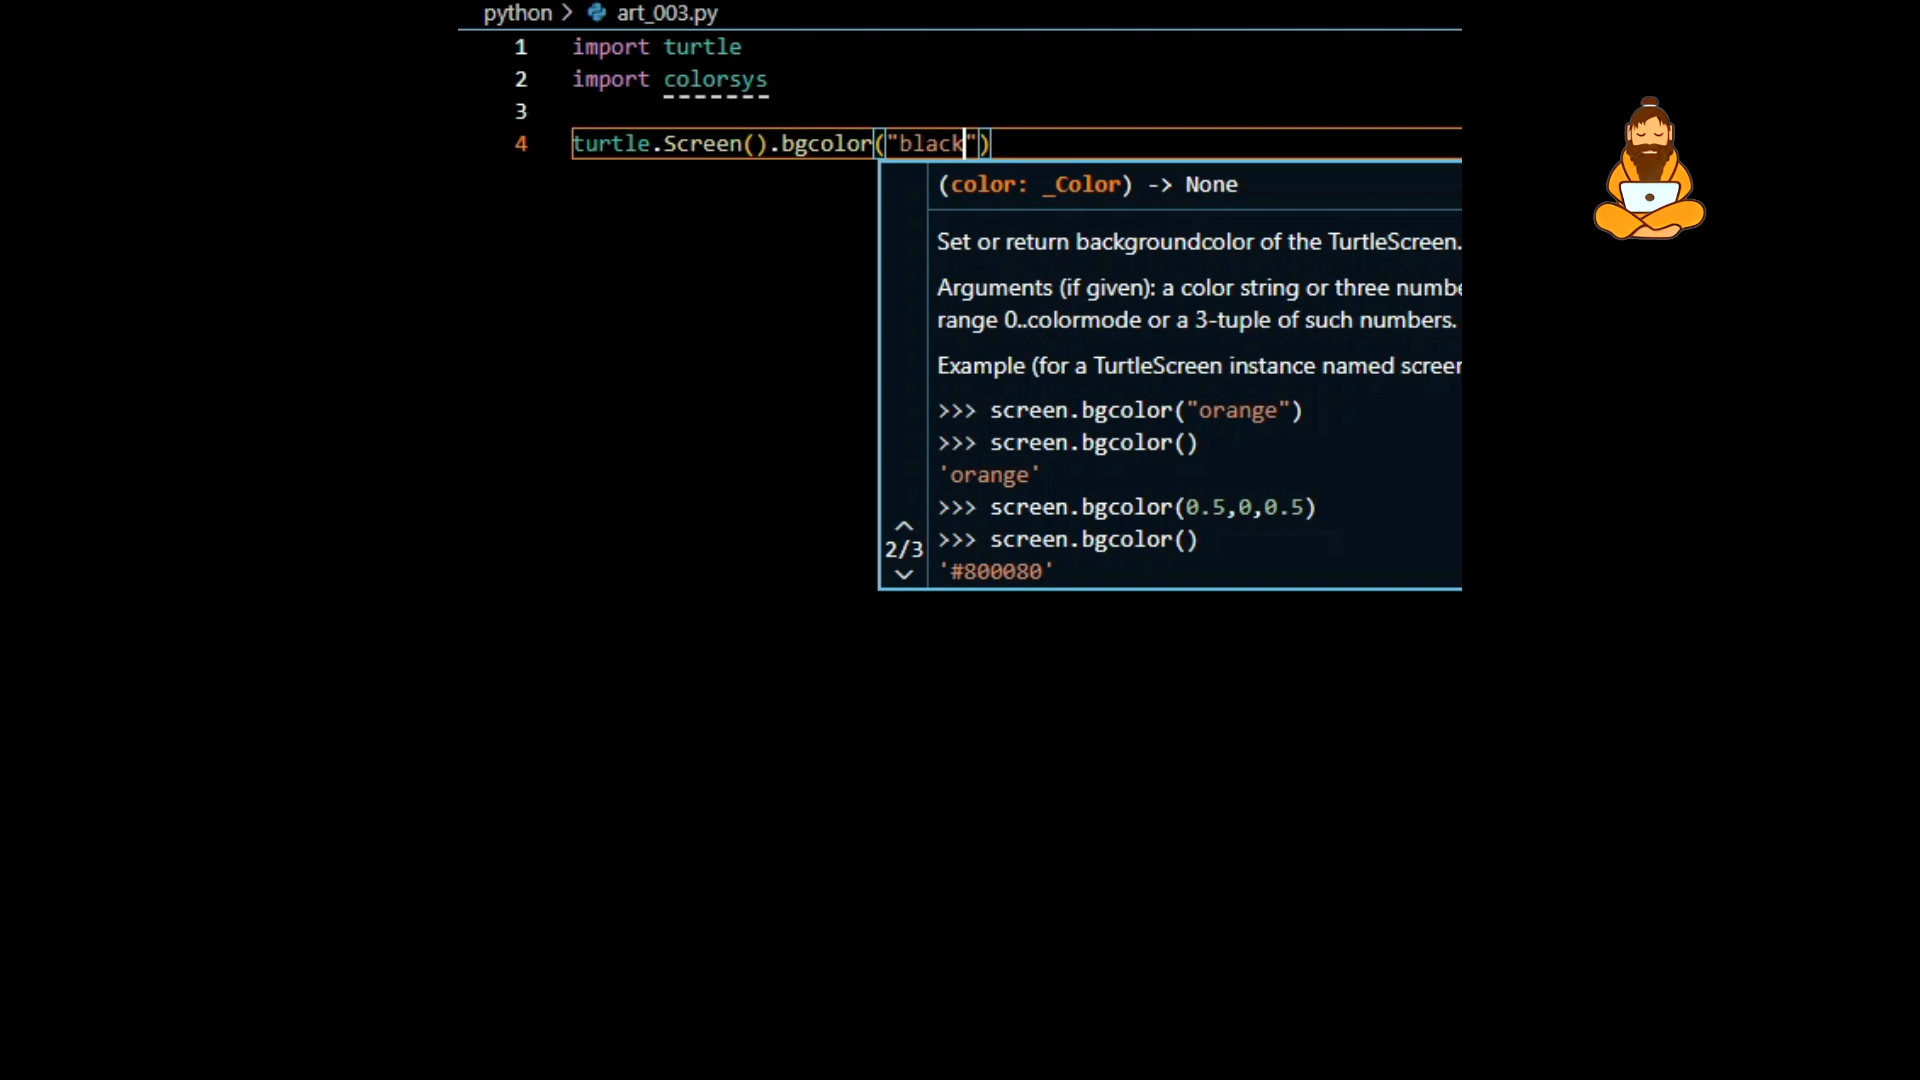 python > art_003.py
1 import turtle
2 import colorsys
3
4 turtle.Screen().bgcolor("black")
(color: _Color) -> None
Set or return backgroundcolor of the TurtleScreen.
Arguments (if given): a color string or three numbe
range 0..colormode or a 3-tuple of such numbers.
Example (for a TurtleScreen instance named screen
>>> screen.bgcolor("orange")
>>> screen.bgcolor()
'orange'
>>> screen.bgcolor(0.5,0,0.5)
2/3 >>> screen.bgcolor()
'#800080'